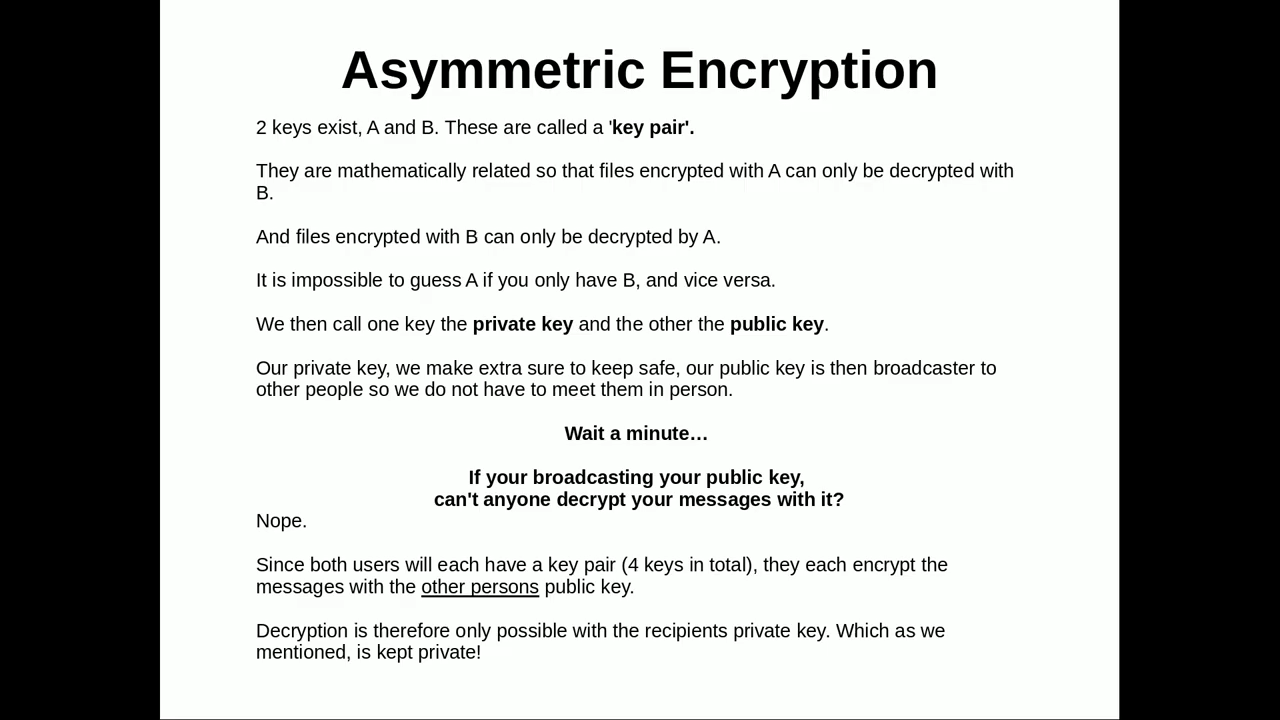 Asymmetric Encryption
2 keys exist, A and B. These are called a 'key pair'.
They are mathematically related so that files encrypted with A can only be decrypted with
B.
And files encrypted with B can only be decrypted by A.
It is impossible to guess A if you only have B, and vice versa.
We then call one key the private key and the other the public key.
Our private key, we make extra sure to keep safe, our public key is then broadcaster to
other people so we do not have to meet them in person.
Wait a minute…
If your broadcasting your public key,
can't anyone decrypt your messages with it?
Nope.
Since both users will each have a key pair (4 keys in total), they each encrypt the
messages with the other persons public key.
Decryption is therefore only possible with the recipients private key. Which as we
mentioned, is kept private!